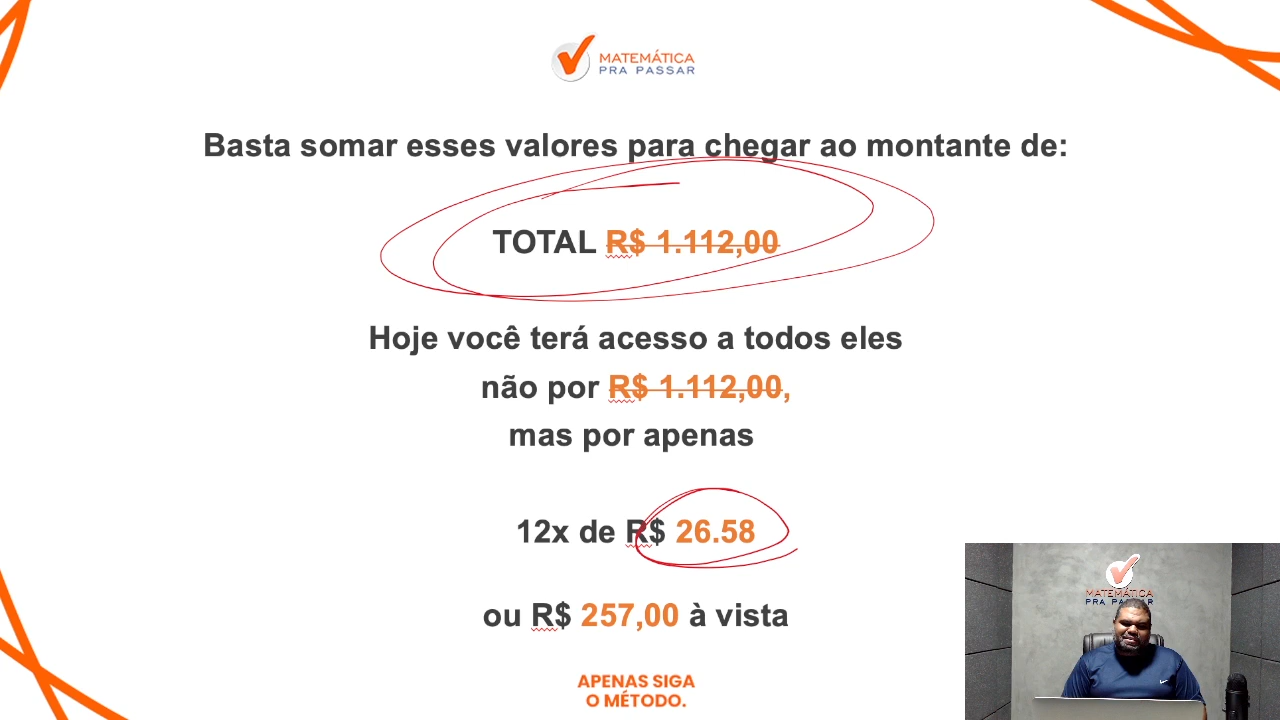 MATEMÁTICA
PRA PASSAR
Basta somar esses valores para chegar ao montante de:
TOTAL R$ 1.112,00
Hoje você terá acesso a todos eles
não por R$ 1.112,00,
mas por apenas
12x de R$ 26.58
ou R$ 257,00 à vista
APENAS SIGA
O MÉTODO.
MATEMÁTICA
PRA PASSAR